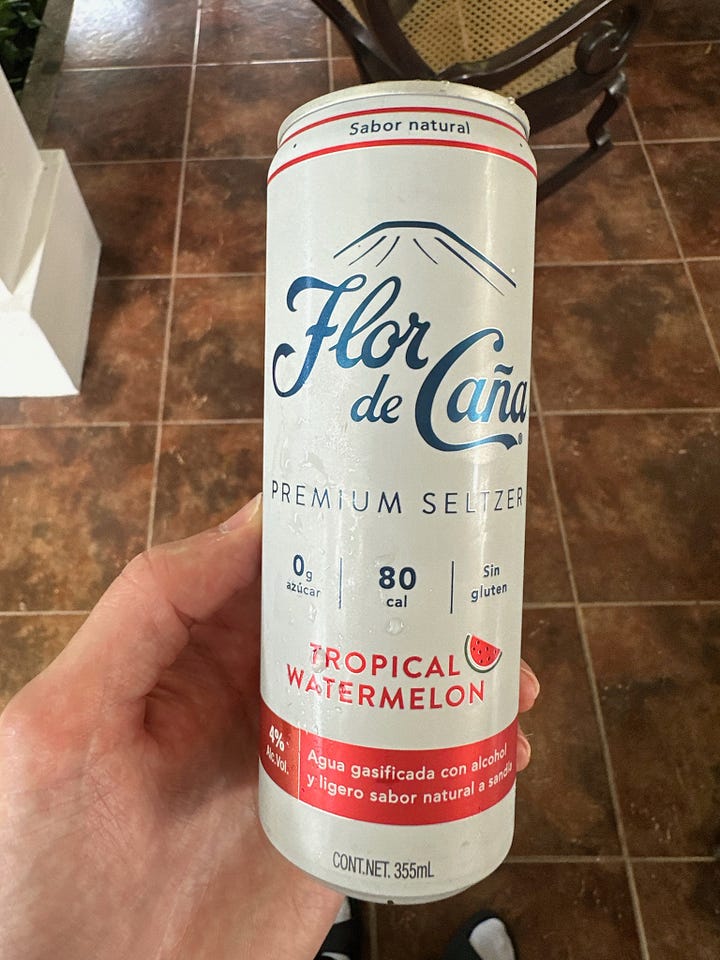 Sabor natural
Flor
de Caña®
PREMIUM SELTZER
0g
azúcar
80
cal
Sin
gluten
TROPICAL
WATERMELON
4%
Alc.Vol.
Agua gasificada con alcohol
y ligero sabor natural a sandía
CONT.NET. 355mL